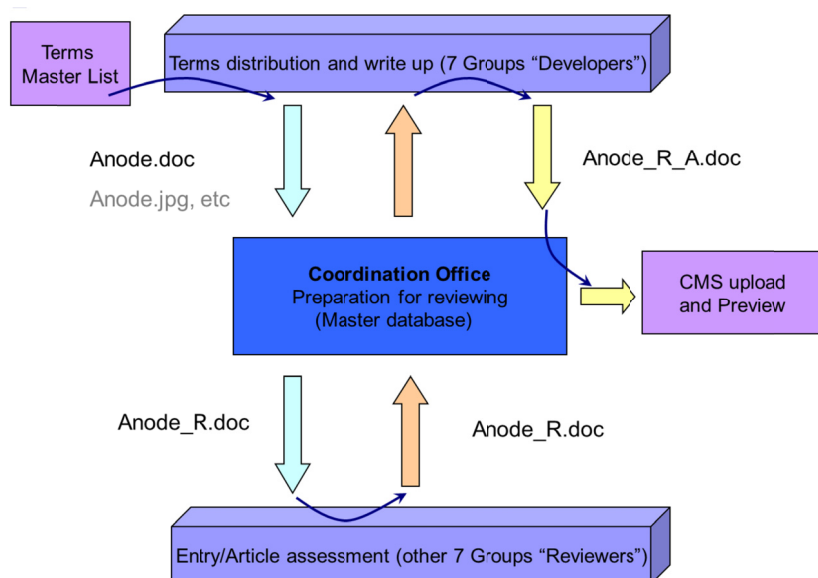 Terms
Master List
Terms distribution and write up (7 Groups “Developers”)
Anode.doc
Anode.jpg, etc
Anode_R_A.doc
Coordination Office
Preparation for reviewing
(Master database)
CMS upload
and Preview
Anode_R.doc
Anode_R.doc
Entry/Article assessment (other 7 Groups “Reviewers”)